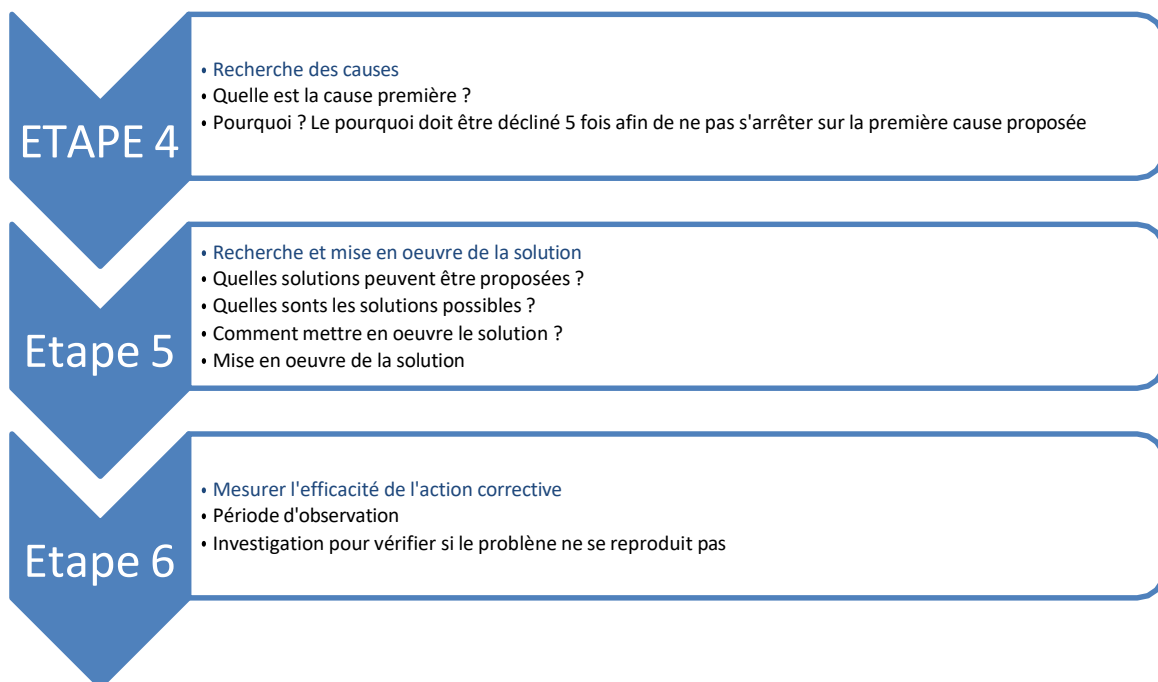 ETAPE 4
• Recherche des causes
• Quelle est la cause première ?
• Pourquoi ? Le pourquoi doit être décliné 5 fois afin de ne pas s'arrêter sur la première cause proposée
Etape 5
• Recherche et mise en oeuvre de la solution
• Quelles solutions peuvent être proposées ?
• Quelles sonts les solutions possibles ?
• Comment mettre en oeuvre le solution ?
• Mise en oeuvre de la solution
Etape 6
• Mesurer l'efficacité de l'action corrective
• Période d'observation
• Investigation pour vérifier si le problène ne se reproduit pas